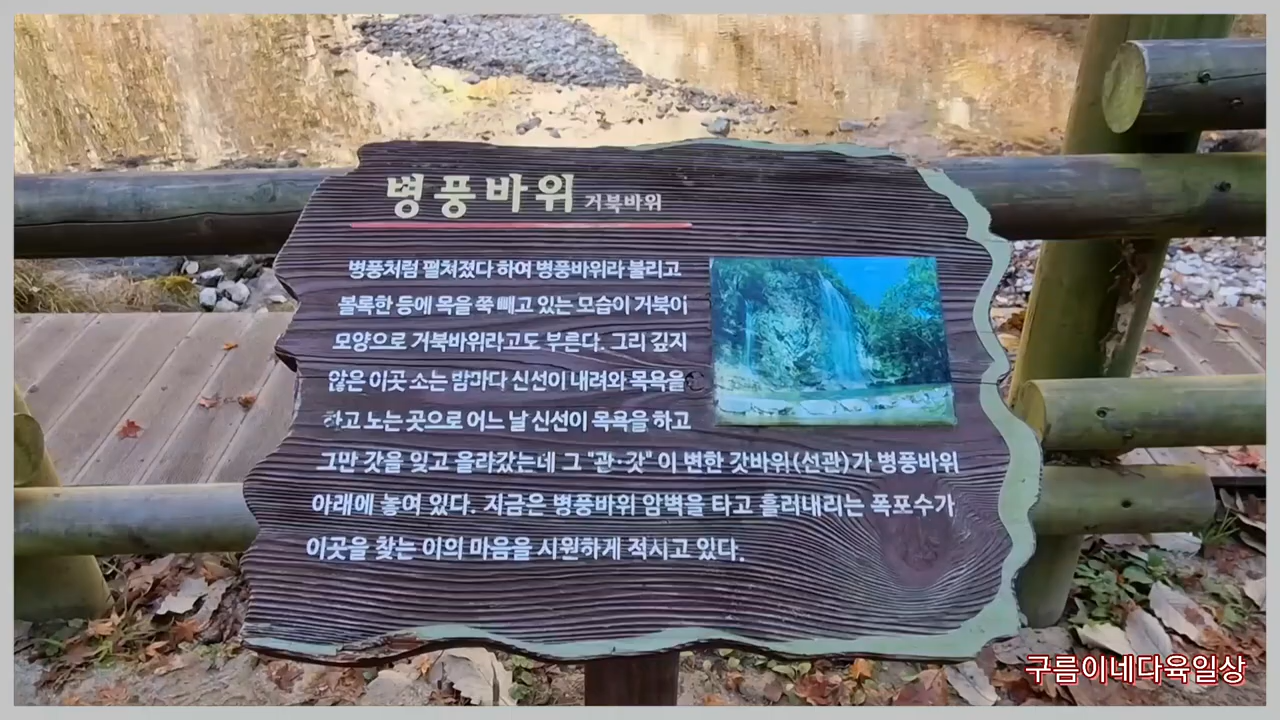 병풍바위 거북바위
병풍처럼 펼쳐졌다 하여 병풍바위라 불리고
볼록한 등에 목을 쭉 빼고 있는 모습이 거북이
모양으로 거북바위라고도 부른다. 그리 깊지
않은 이곳 소는 밤마다 신선이 내려와 목욕을
하고 노는 곳으로 어느 날 신선이 목욕을 하고
그만 갓을 잊고 올라갔는데 그 "관·갓" 이 변한 갓바위(선관)가 병풍바위
아래에 놓여 있다. 지금은 병풍바위 암벽을 타고 흘러내리는 폭포수가
이곳을 찾는 이의 마음을 시원하게 적시고 있다.
구름이네다육일상